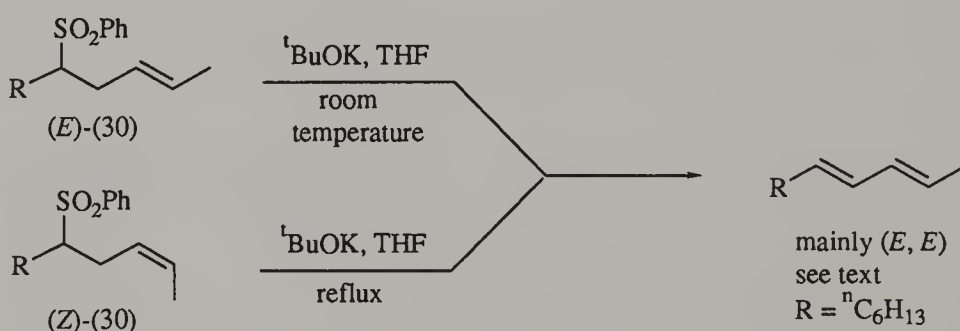 SO₂Ph
R
(E)-(30)
ᵗBuOK, THF
room
temperature
SO₂Ph
R
(Z)-(30)
ᵗBuOK, THF
reflux
R
mainly (E, E)
see text
R = ⁿC₆H₁₃